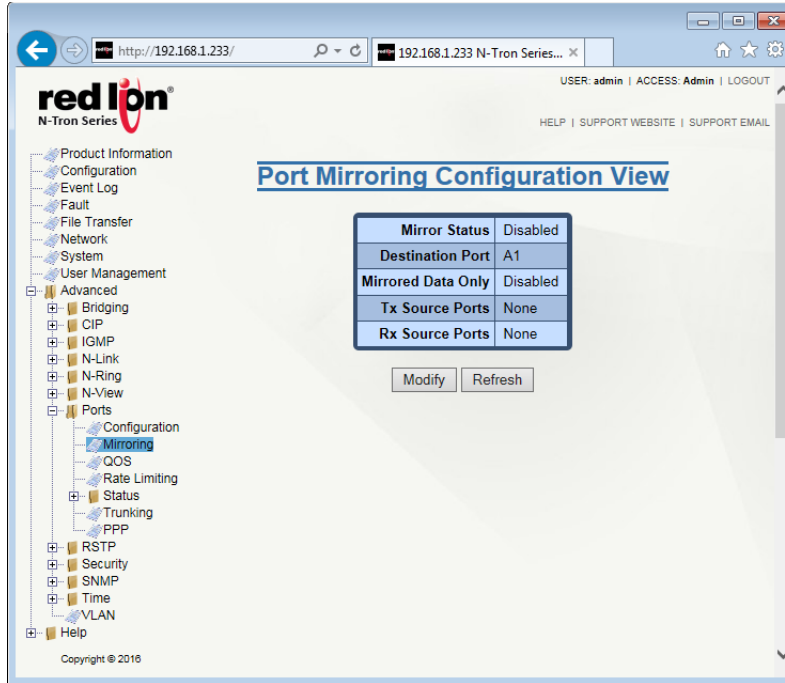 http://192.168.1.233/
192.168.1.233 N-Tron Series...
USER: admin | ACCESS: Admin | LOGOUT
red lion®
N-Tron Series
HELP | SUPPORT WEBSITE | SUPPORT EMAIL
Product Information
Configuration
Event Log
Fault
File Transfer
Network
System
User Management
Advanced
Bridging
CIP
IGMP
N-Link
N-Ring
N-View
Ports
Configuration
Mirroring
QOS
Rate Limiting
Status
Trunking
PPP
RSTP
Security
SNMP
Time
VLAN
Help
Copyright © 2016
Port Mirroring Configuration View
Mirror Status Disabled
Destination Port A1
Mirrored Data Only Disabled
Tx Source Ports None
Rx Source Ports None
Modify Refresh